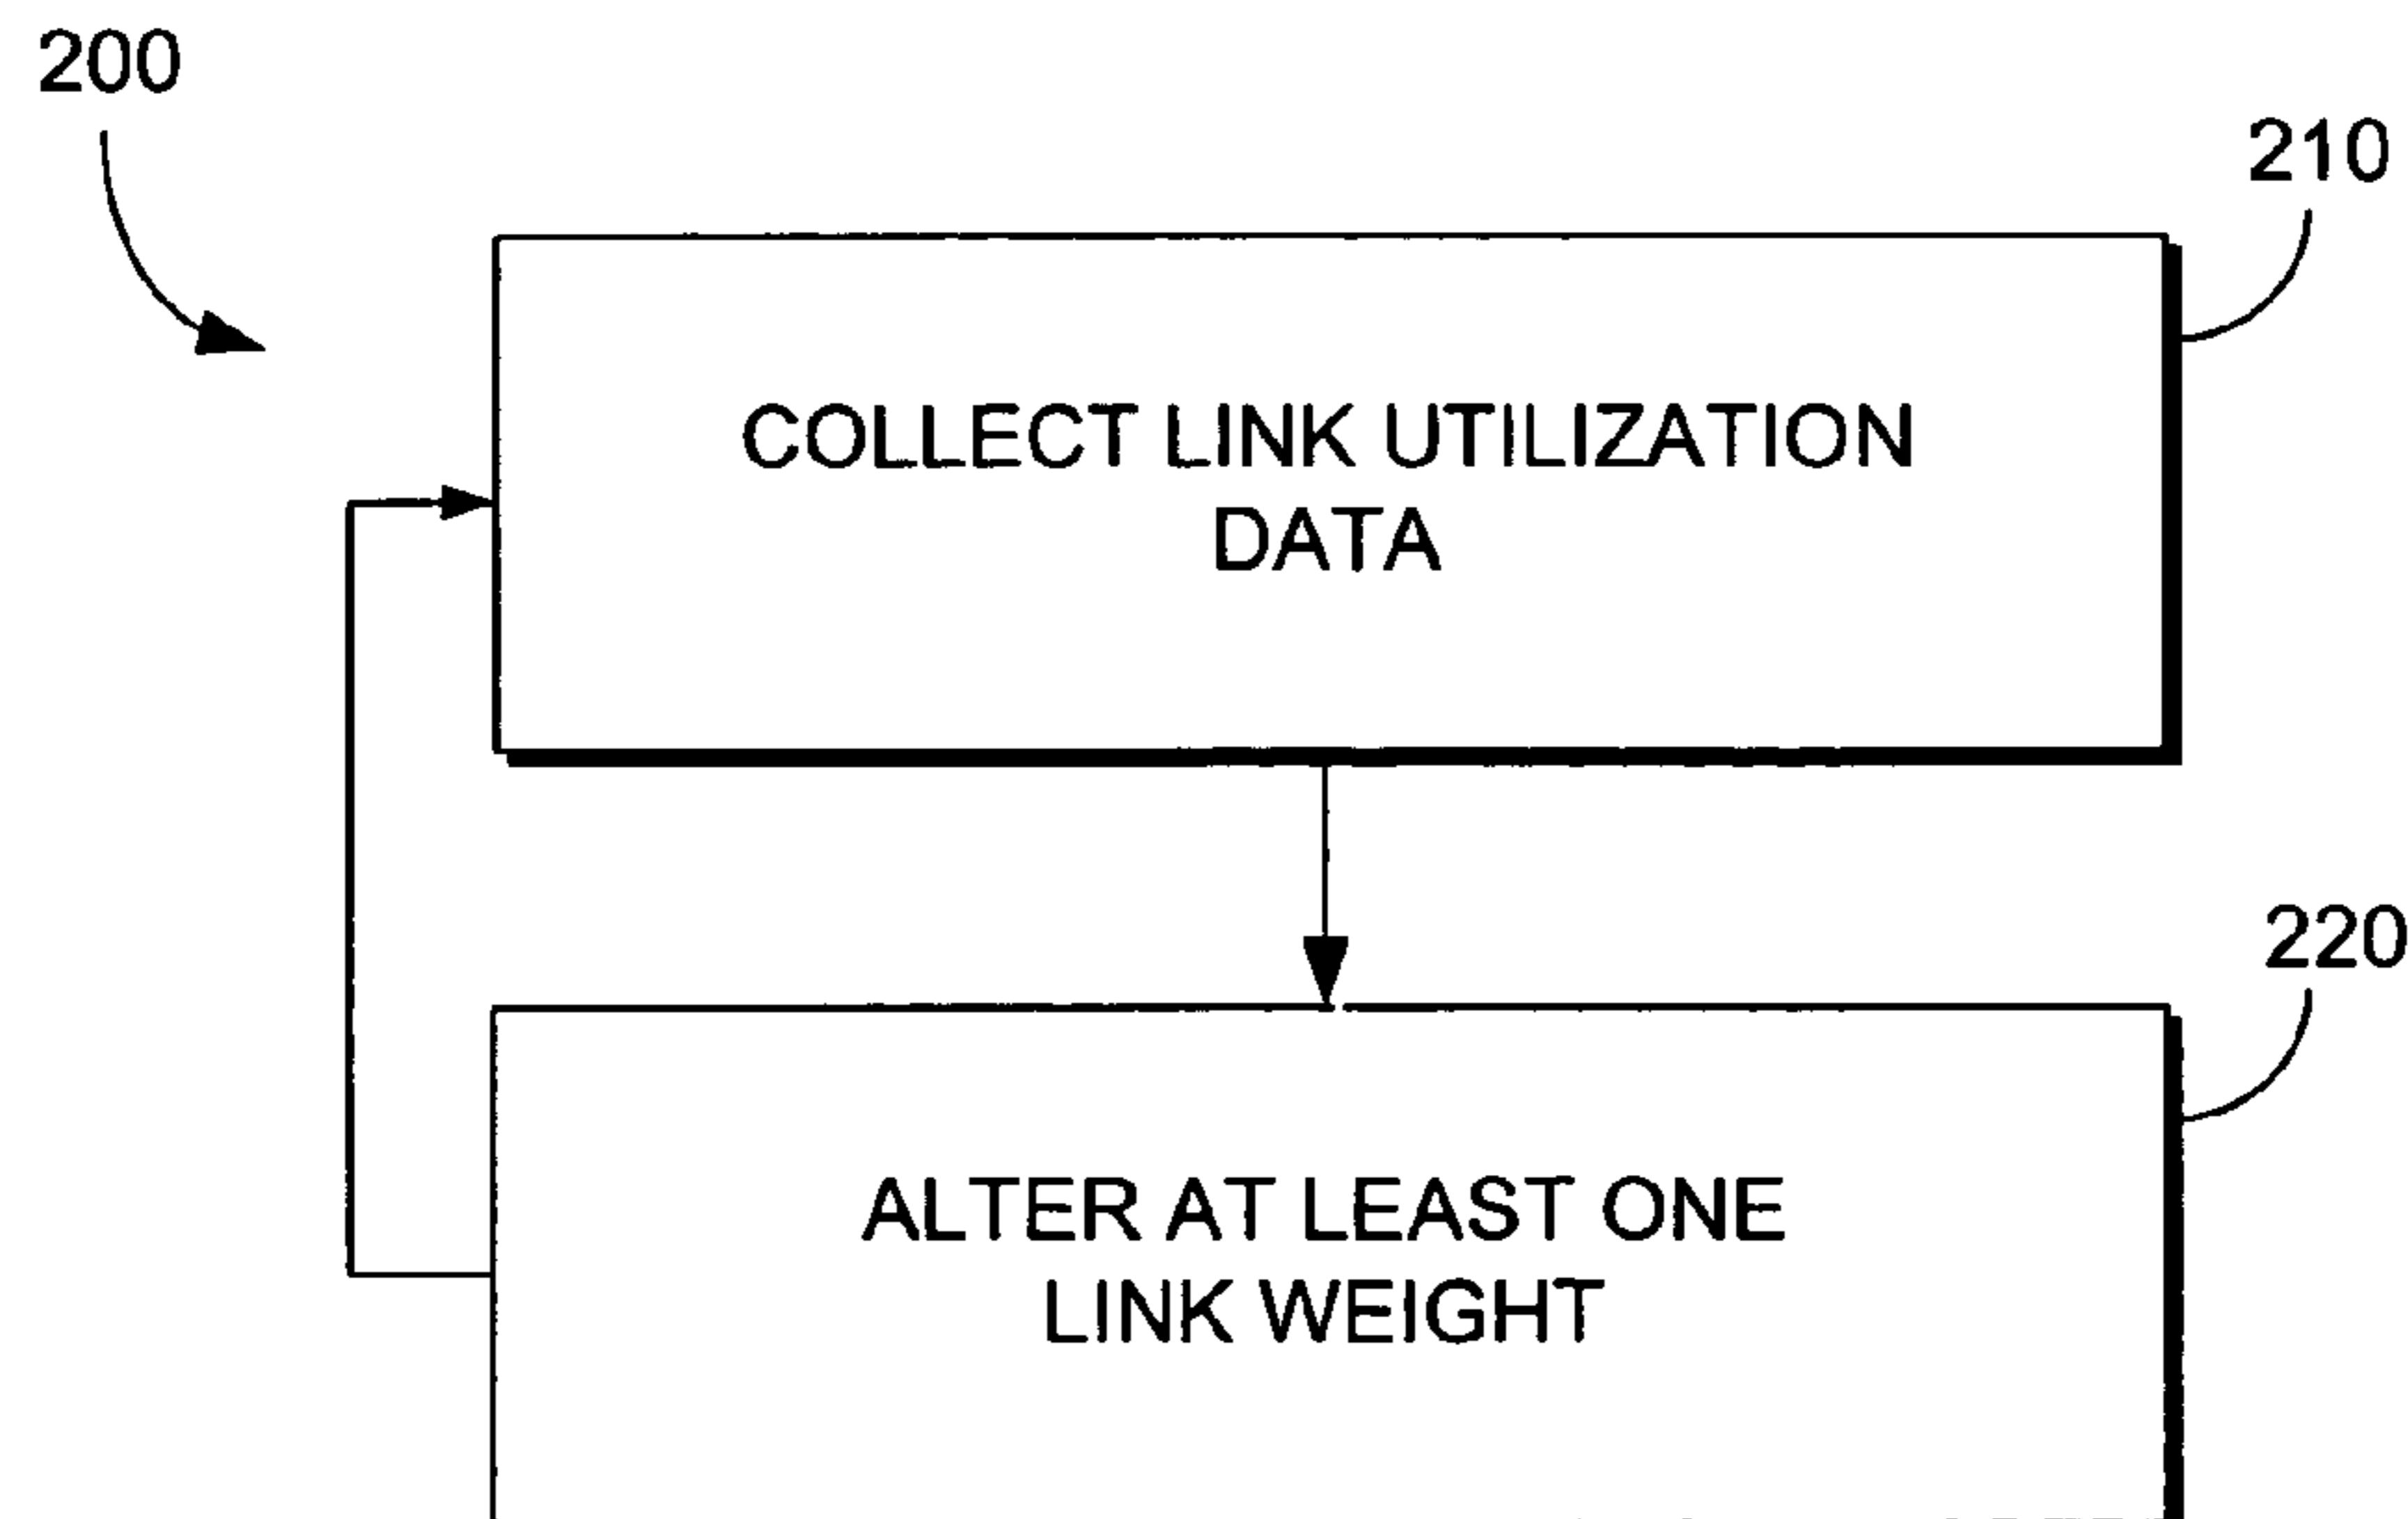 200
210
COLLECT LINK UTILIZATION
DATA
220
ALTER AT LEAST ONE
LINK WEIGHT